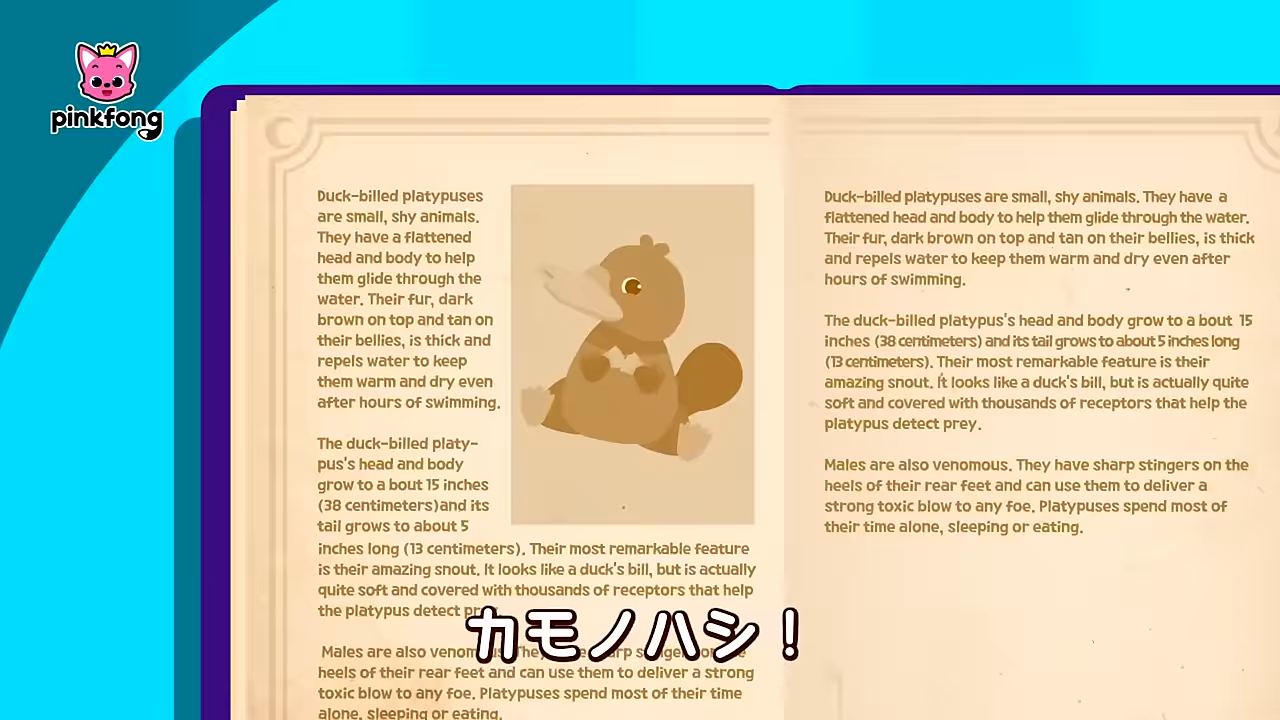 pinkfong
Duck-billed platypuses
are small, shy animals.
They have a flattened
head and body to help
them glide through the
water. Their fur, dark
brown on top and tan on
their bellies, is thick and
repels water to keep
them warm and dry even
after hours of swimming.
The duck-billed platy-
pus's head and body
grow to a bout 15 inches
(38 centimeters)and its
tail grows to about 5
inches long (13 centimeters). Their most remarkable feature
is their amazing snout. It looks like a duck's bill, but is actually
quite soft and covered with thousands of receptors that help
the platypus detect
Males are also
heels of their rear feet and can use them to deliver a strong
toxic blow to any foe. Platypuses spend most of their time
alone, sleeping or eating.
Duck-billed platypuses are small, shy animals. They have a
flattened head and body to help them glide through the water.
Their fur, dark brown on top and tan on their bellies, is thick
and repels water to keep them warm and dry even after
hours of swimming.
The duck-billed platypus's head and body grow to a bout 15
inches (38 centimeters) and its tail grows to about 5 inches long
(13 centimeters). Their most remarkable feature is their
amazing snout. It looks like a duck's bill, but is actually quite
soft and covered with thousands of receptors that help the
platypus detect prey.
Males are also venomous. They have sharp stingers on the
heels of their rear feet and can use them to deliver a
strong toxic blow to any foe. Platypuses spend most of
their time alone, sleeping or eating.
カモノハシ！